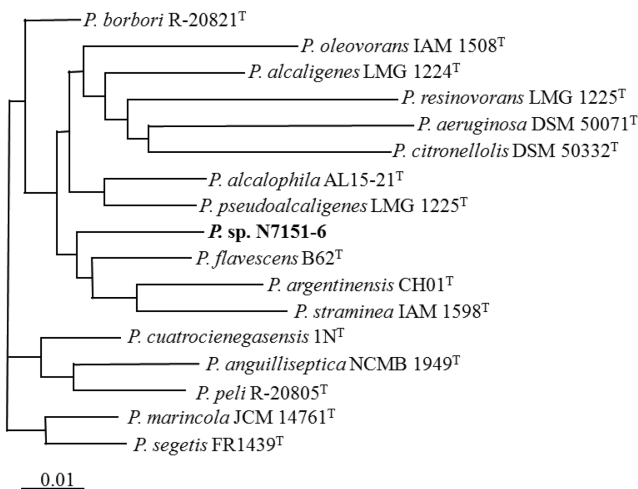 P. borbori R-20821ᵀ
P. oleovorans IAM 1508ᵀ
P. alcaligenes LMG 1224ᵀ
P. resinovorans LMG 1225ᵀ
P. aeruginosa DSM 50071ᵀ
P. citronellolis DSM 50332ᵀ
P. alcalophila AL15-21ᵀ
P. pseudoalcaligenes LMG 1225ᵀ
P. sp. N7151-6
P. flavescens B62ᵀ
P. argentinensis CH01ᵀ
P. straminea IAM 1598ᵀ
P. cuatrocienegasensis 1Nᵀ
P. anguilliseptica NCMB 1949ᵀ
P. peli R-20805ᵀ
P. marincola JCM 14761ᵀ
P. segetis FR1439ᵀ
0.01